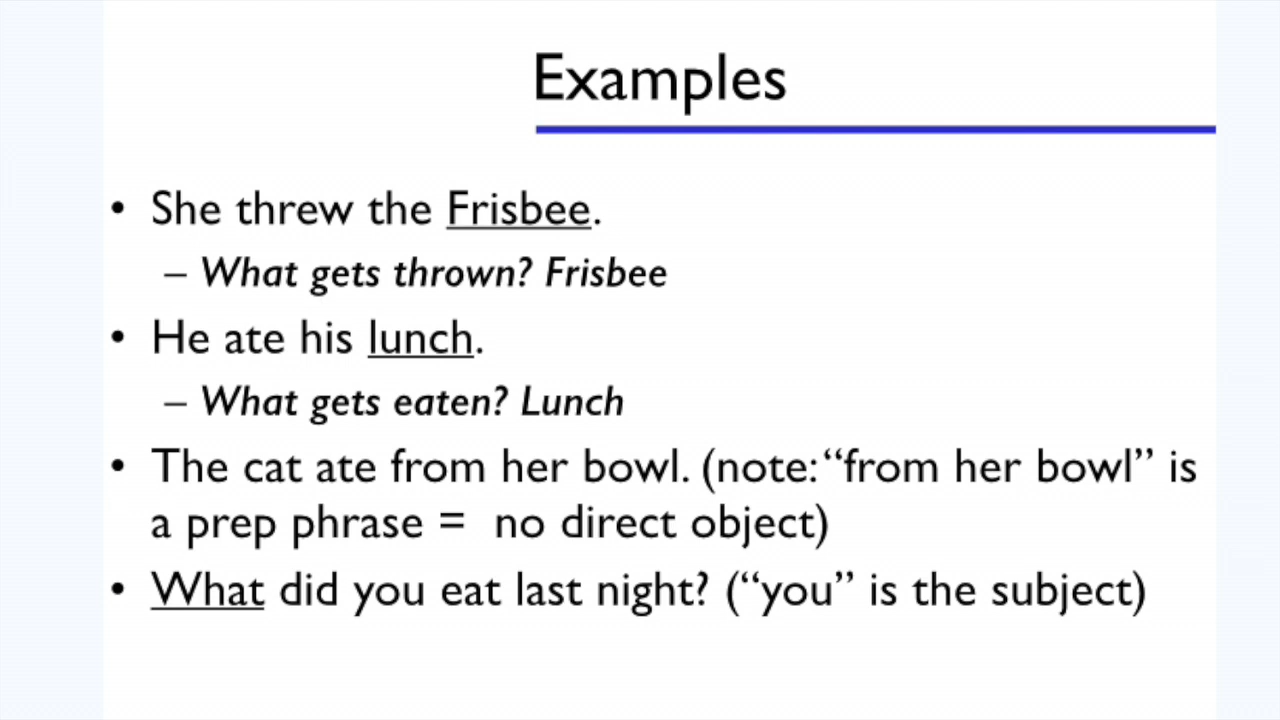 Examples
• She threw the Frisbee.
– What gets thrown? Frisbee
• He ate his lunch.
– What gets eaten? Lunch
• The cat ate from her bowl. (note:“from her bowl” is
a prep phrase = no direct object)
• What did you eat last night? (“you” is the subject)